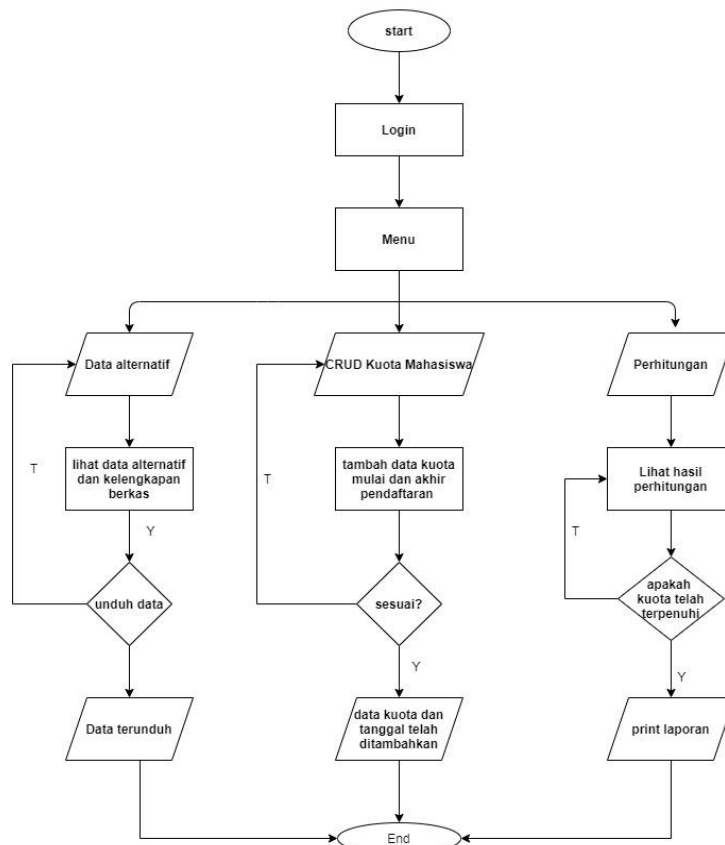 start
Login
Menu
Data alternatif
CRUD Kuota Mahasiswa
Perhitungan
lihat data alternatif
dan kelengkapan
berkas
tambah data kuota
mulai dan akhir
pendaftaran
Lihat hasil
perhitungan
T
T
T
Y
unduh data
sesuai?
apakah
kuota telah
terpenuhi
Y
Y
Data terunduh
data kuota dan
tanggal telah
ditambahkan
print laporan
End